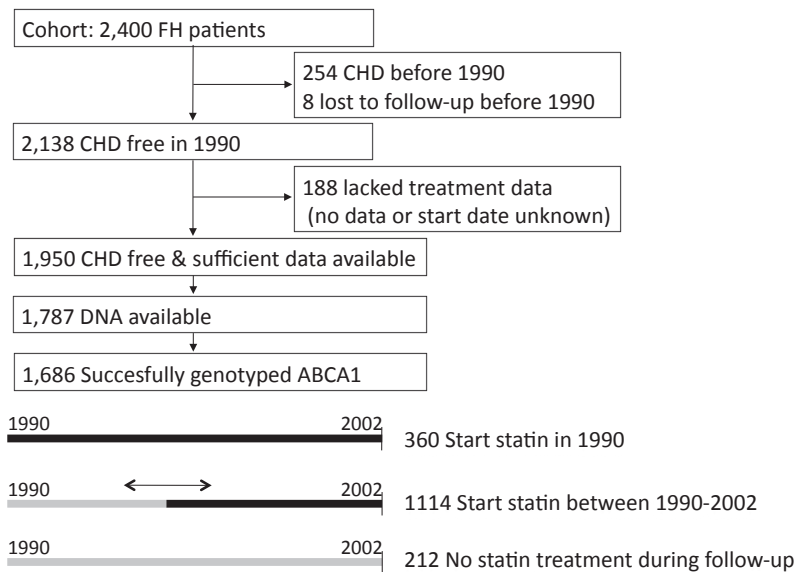 Cohort: 2,400 FH patients
254 CHD before 1990
8 lost to follow-up before 1990
2,138 CHD free in 1990
188 lacked treatment data
(no data or start date unknown)
1,950 CHD free & sufficient data available
1,787 DNA available
1,686 Succesfully genotyped ABCA1
1990 2002
360 Start statin in 1990
1990 2002
1114 Start statin between 1990-2002
1990 2002
212 No statin treatment during follow-up